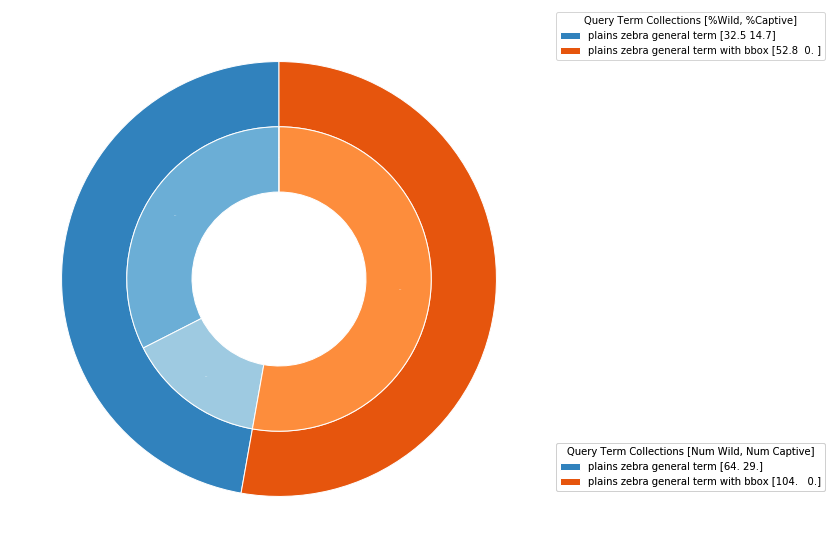 Query Term Collections [%Wild, %Captive]
plains zebra general term [32.5 14.7]
plains zebra general term with bbox [52.8  0. ]
Query Term Collections [Num Wild, Num Captive]
plains zebra general term [64. 29.]
plains zebra general term with bbox [104.   0.]